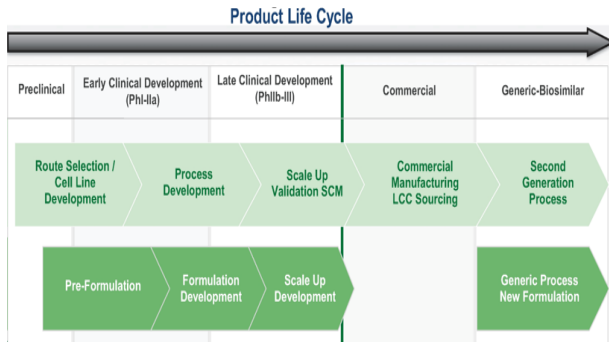 Product Life Cycle
Preclinical
Early Clinical Development
(PhI-IIa)
Late Clinical Development
(PhIIb-III)
Commercial
Generic-Biosimilar
Route Selection /
Cell Line
Development
Process
Development
Scale Up
Validation SCM
Commercial
Manufacturing
LCC Sourcing
Second
Generation
Process
Pre-Formulation
Formulation
Development
Scale Up
Development
Generic Process
New Formulation